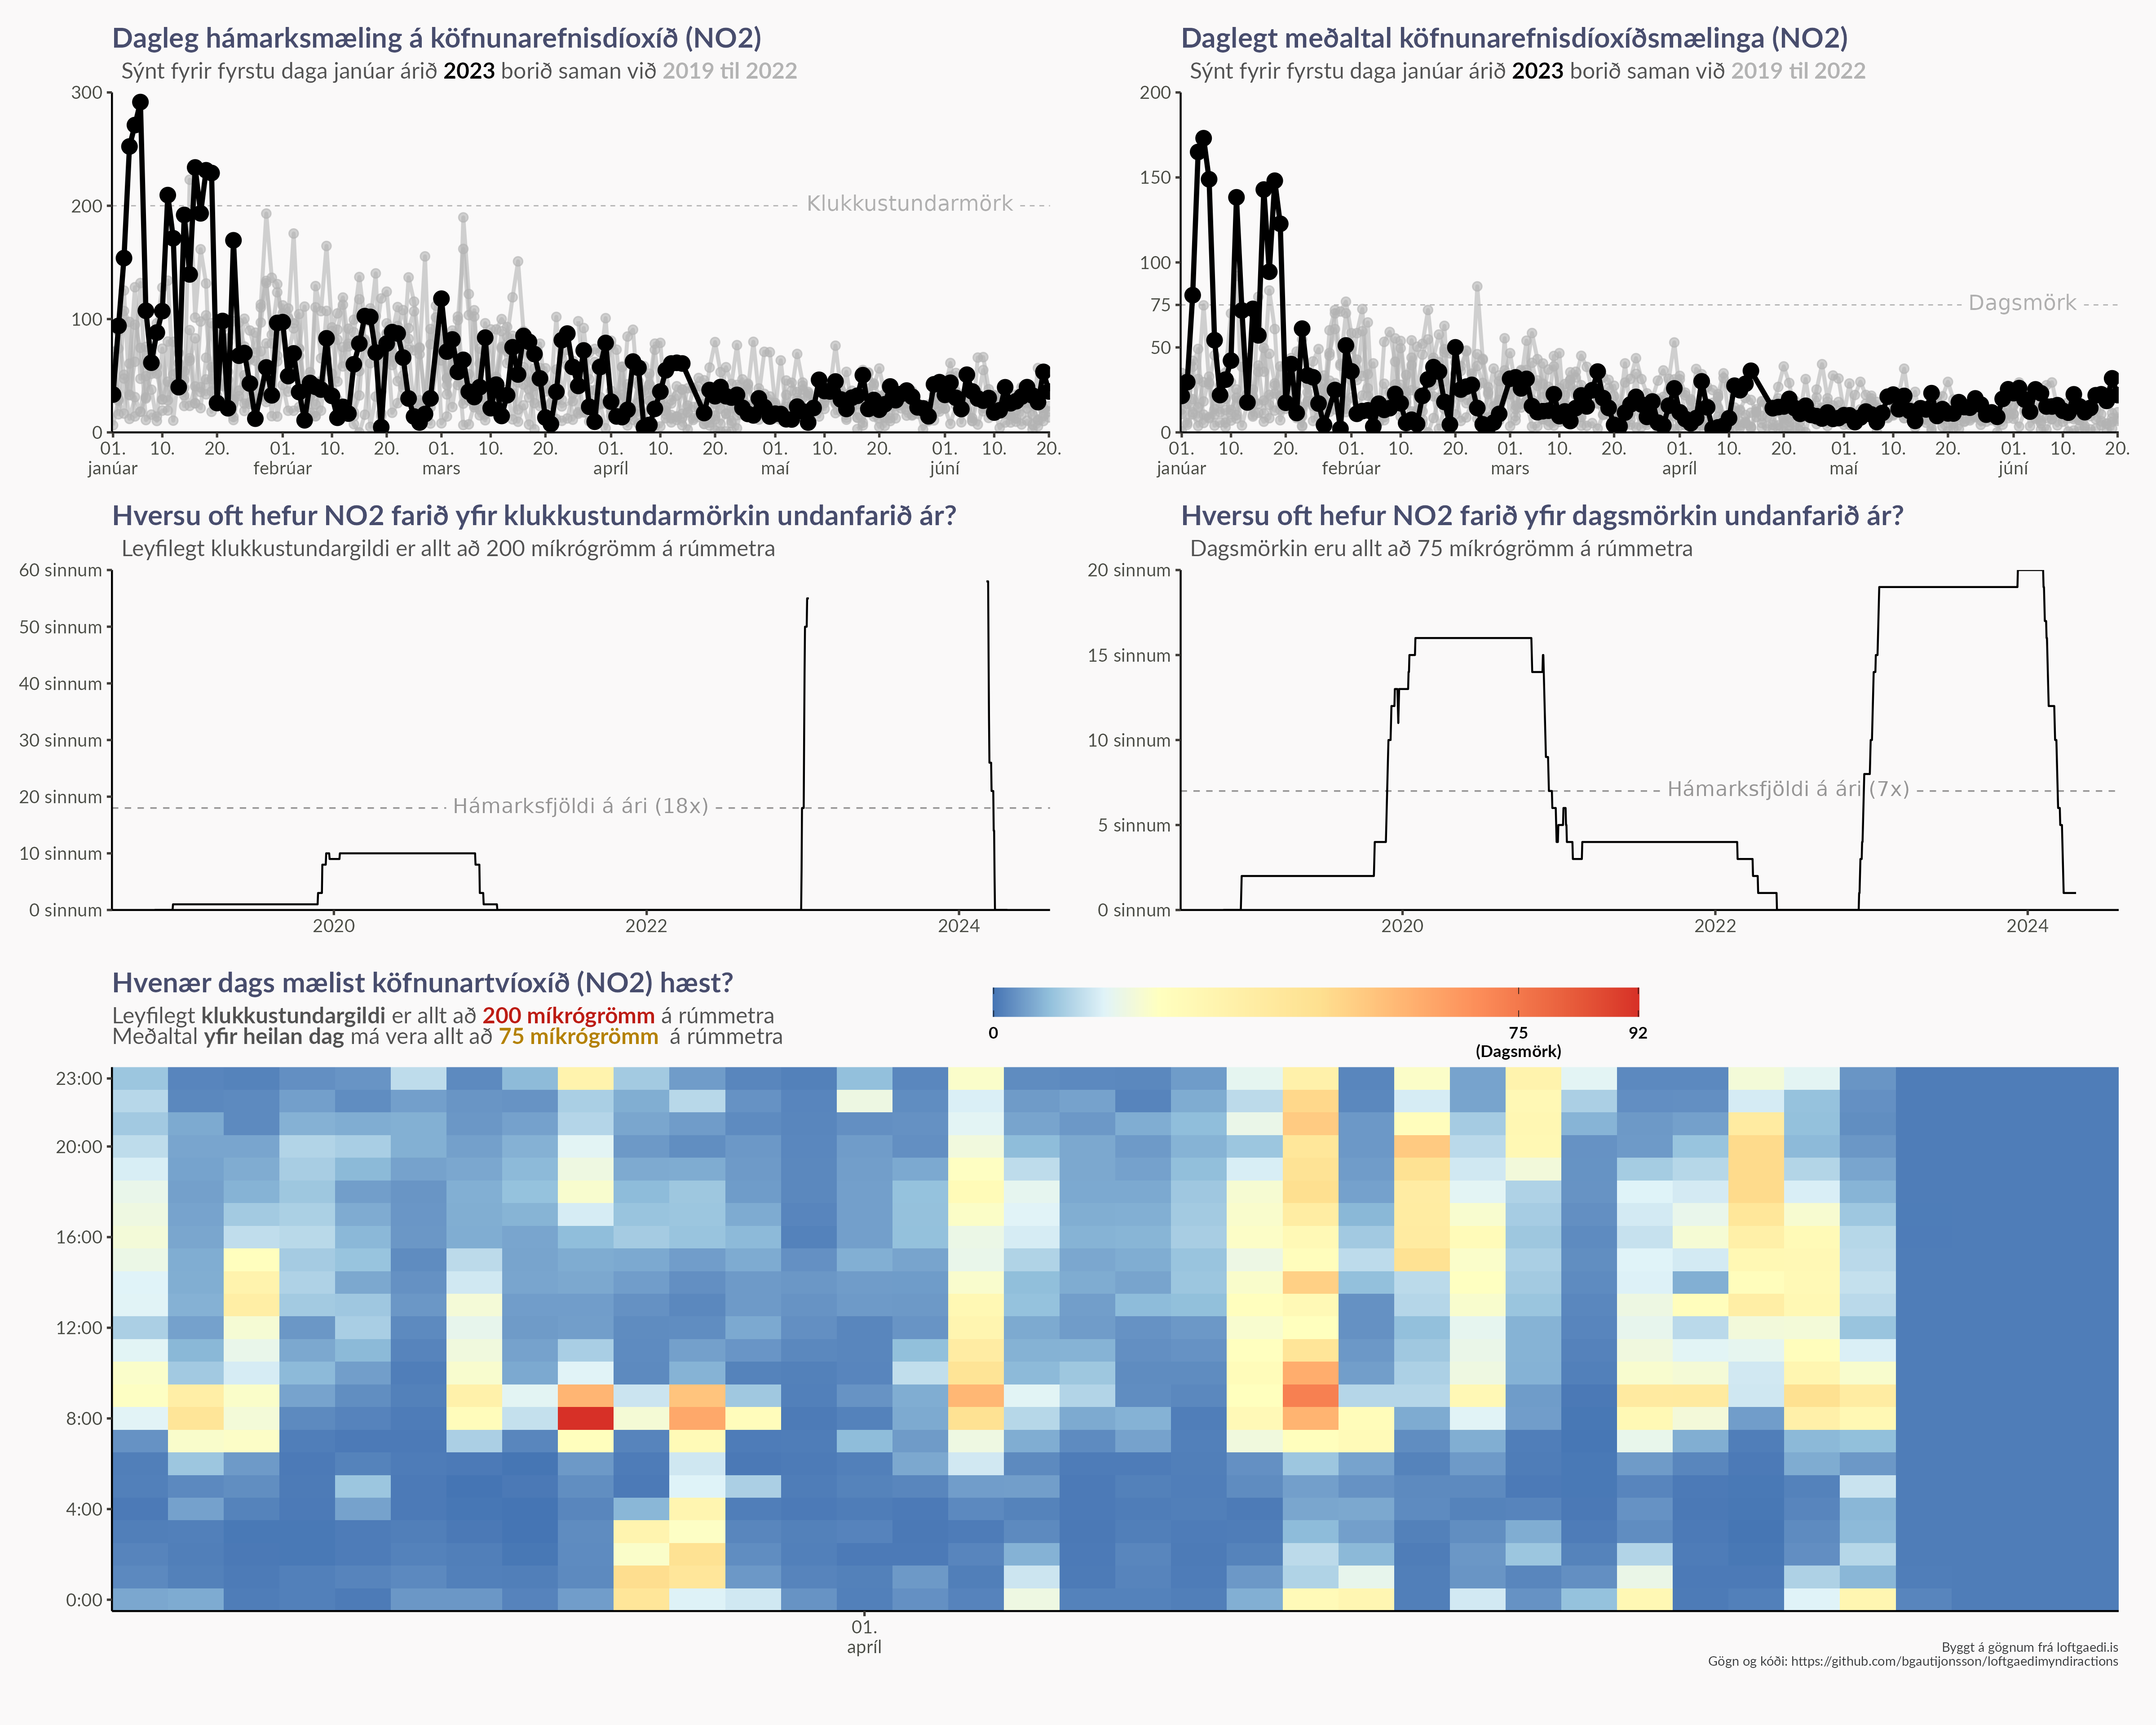 Dagleg hámarksmæling á köfnunarefnisdíoxíð (NO2)
Sýnt fyrir fyrstu daga janúar árið 2023 borið saman við 2019 til 2022
300
200
100
0
Klukkustundarmörk
01. 10. 20. 01. 10. 20. 01. 10. 20. 01. 10. 20. 01. 10. 20. 01. 10. 20.
janúar febrúar mars apríl maí júní
Daglegt meðaltal köfnunarefnisdíoxíðsmælinga (NO2)
Sýnt fyrir fyrstu daga janúar árið 2023 borið saman við 2019 til 2022
200
150
100
75
50
0
Dagsmörk
01. 10. 20. 01. 10. 20. 01. 10. 20. 01. 10. 20. 01. 10. 20. 01. 10. 20.
janúar febrúar mars apríl maí júní
Hversu oft hefur NO2 farið yfir klukkustundarmörkin undanfarið ár?
Leyfilegt klukkustundargildi er allt að 200 míkrógrömm á rúmmetra
60 sinnum
50 sinnum
40 sinnum
30 sinnum
20 sinnum
10 sinnum
0 sinnum
Hámarksfjöldi á ári (18x)
2020 2022 2024
Hversu oft hefur NO2 farið yfir dagsmörkin undanfarið ár?
Dagsmörkin eru allt að 75 míkrógrömm á rúmmetra
20 sinnum
15 sinnum
10 sinnum
5 sinnum
0 sinnum
Hámarksfjöldi á ári (7x)
2020 2022 2024
Hvenær dags mælist köfnunartvíoxíð (NO2) hæst?
Leyfilegt klukkustundargildi er allt að 200 míkrógrömm á rúmmetra
Meðaltal yfir heilan dag má vera allt að 75 míkrógrömm á rúmmetra
0 75 92
(Dagsmörk)
23:00
20:00
16:00
12:00
8:00
4:00
0:00
01.
apríl
Byggt á gögnum frá loftgaedi.is
Gögn og kóði: https://github.com/bgautijonsson/loftgaedimyndiractions